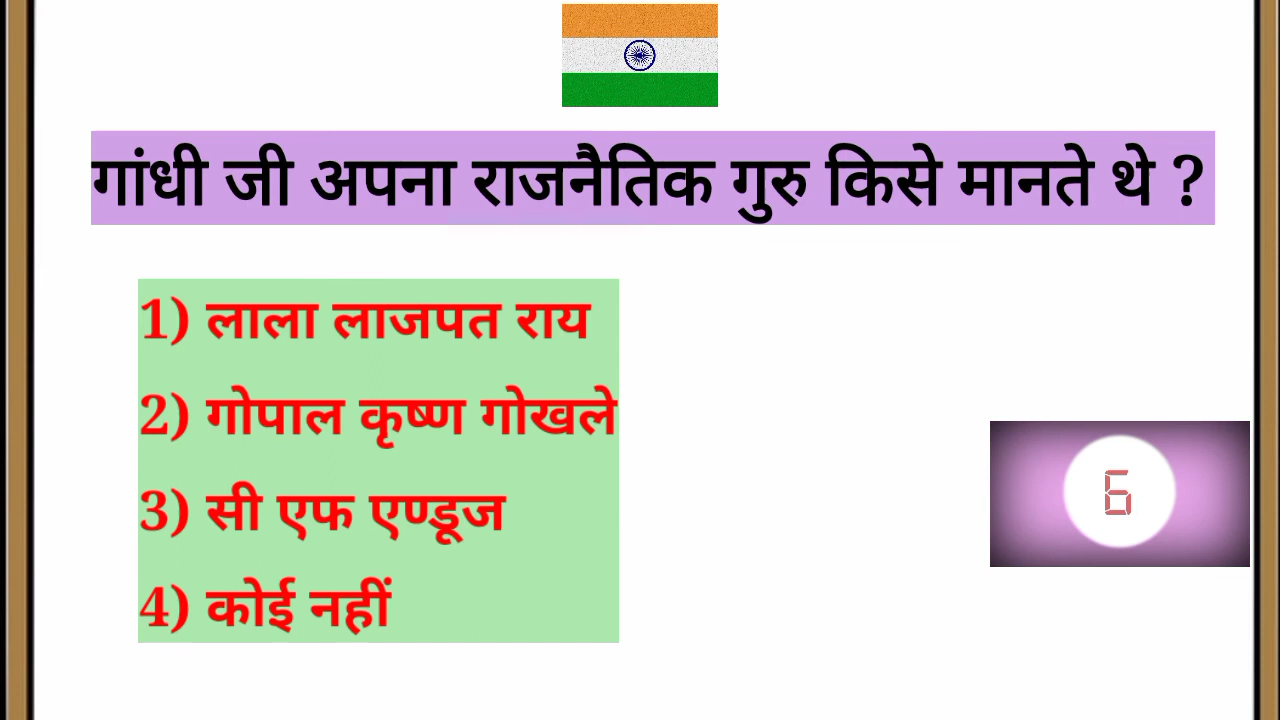 गांधी जी अपना राजनैतिक गुरु किसे मानते थे ?
1) लाला लाजपत राय
2) गोपाल कृष्ण गोखले
3) सी एफ एण्डूज
4) कोई नहीं
6